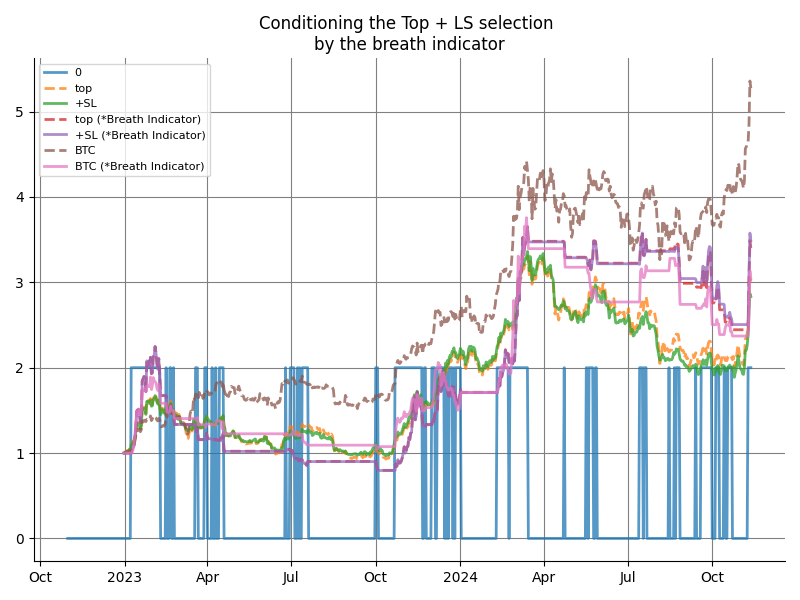 Conditioning the Top + LS selection
by the breath indicator
0
top
+SL
top (*Breath Indicator)
+SL (*Breath Indicator)
BTC
BTC (*Breath Indicator)
5
4
3
2
1
0
Oct 2023 Apr Jul Oct 2024 Apr Jul Oct